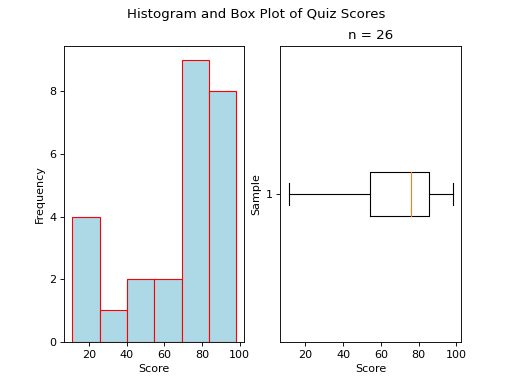 Histogram and Box Plot of Quiz Scores
n = 26
Frequency
8
6
4
2
0
20 40 60 80 100
Score
Sample
1
20 40 60 80 100
Score